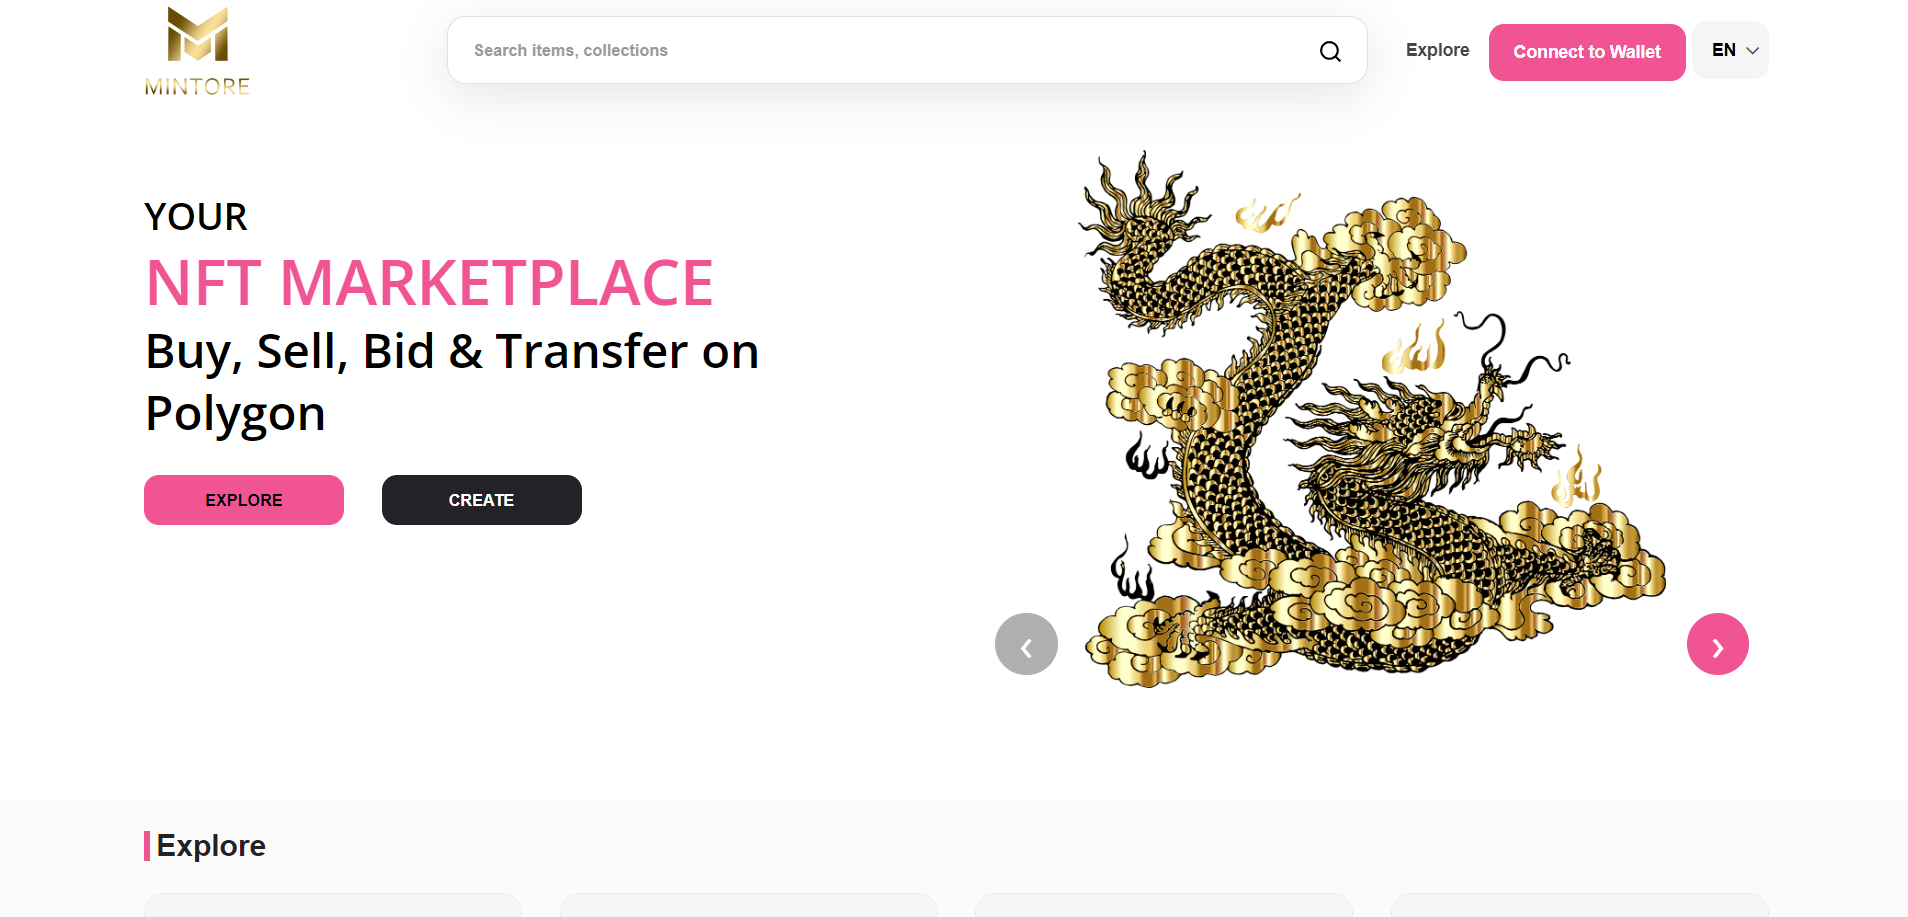 MINTORE
Search items, collections
Explore
Connect to Wallet
EN
YOUR
NFT MARKETPLACE
Buy, Sell, Bid & Transfer on
Polygon
EXPLORE
CREATE
Explore